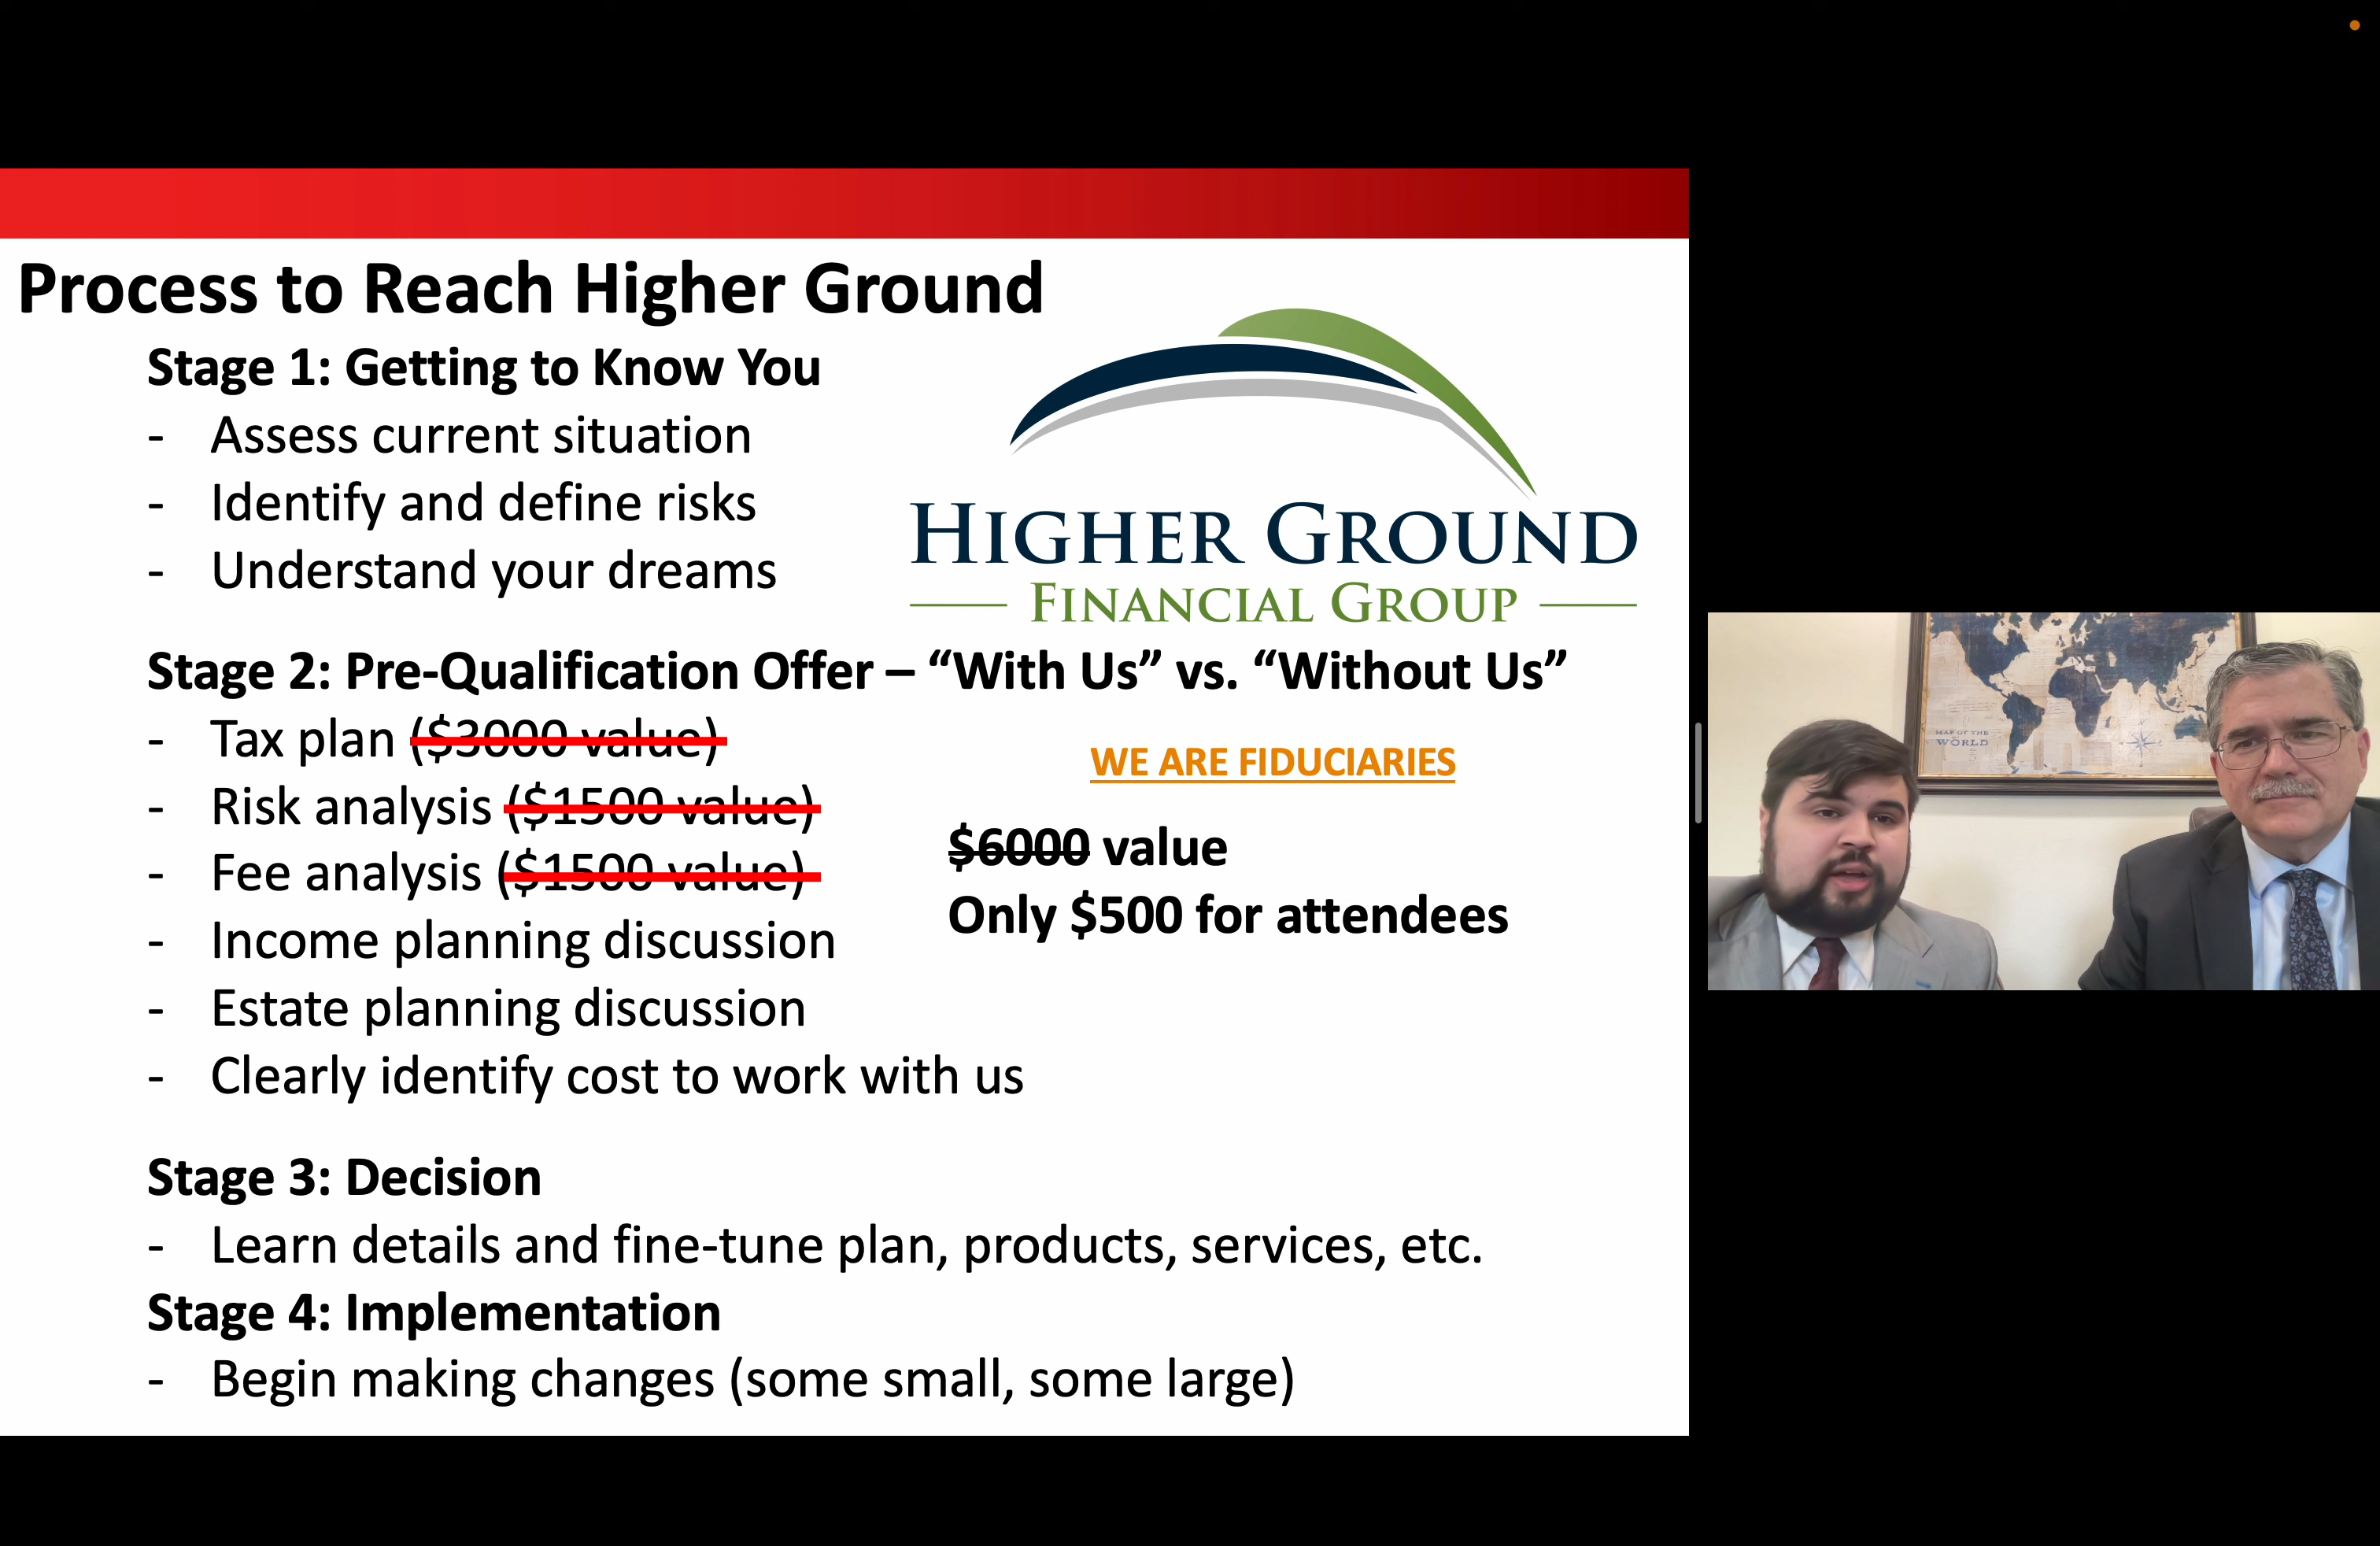 Process to Reach Higher Ground
Stage 1: Getting to Know You
- Assess current situation
- Identify and define risks
- Understand your dreams
HIGHER GROUND
FINANCIAL GROUP
Stage 2: Pre-Qualification Offer – “With Us” vs. “Without Us”
- Tax plan ($3000 value)
- Risk analysis ($1500 value)
- Fee analysis ($1500 value)
- Income planning discussion
- Estate planning discussion
- Clearly identify cost to work with us
WE ARE FIDUCIARIES
$6000 value
Only $500 for attendees
Stage 3: Decision
- Learn details and fine-tune plan, products, services, etc.
Stage 4: Implementation
- Begin making changes (some small, some large)
MAP OF THE
WORLD